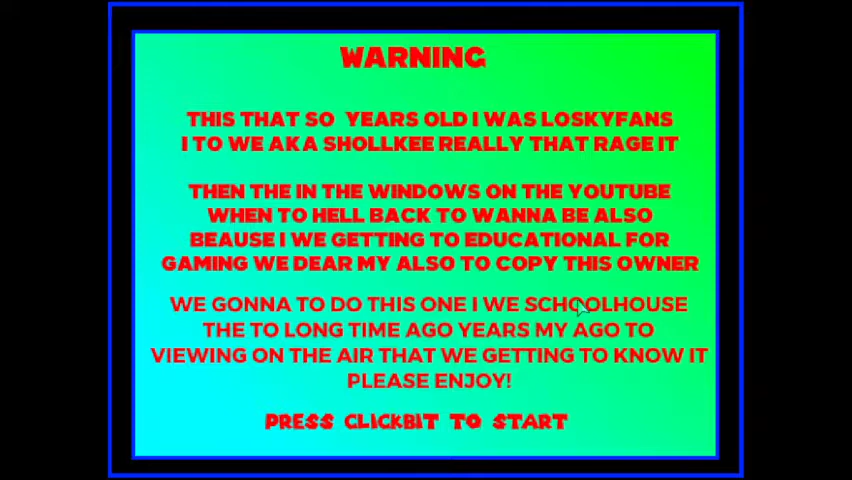 WARNING
THIS THAT SO YEARS OLD I WAS LOSKYFANS
I TO WE AKA SHOLLKEE REALLY THAT RAGE IT
THEN THE IN THE WINDOWS ON THE YOUTUBE
WHEN TO HELL BACK TO WANNA BE ALSO
BEAUSE I WE GETTING TO EDUCATIONAL FOR
GAMING WE DEAR MY ALSO TO COPY THIS OWNER
WE GONNA TO DO THIS ONE I WE SCHOOLHOUSE
THE TO LONG TIME AGO YEARS MY AGO TO
VIEWING ON THE AIR THAT WE GETTING TO KNOW IT
PLEASE ENJOY!
PRESS CLICKBIT TO START